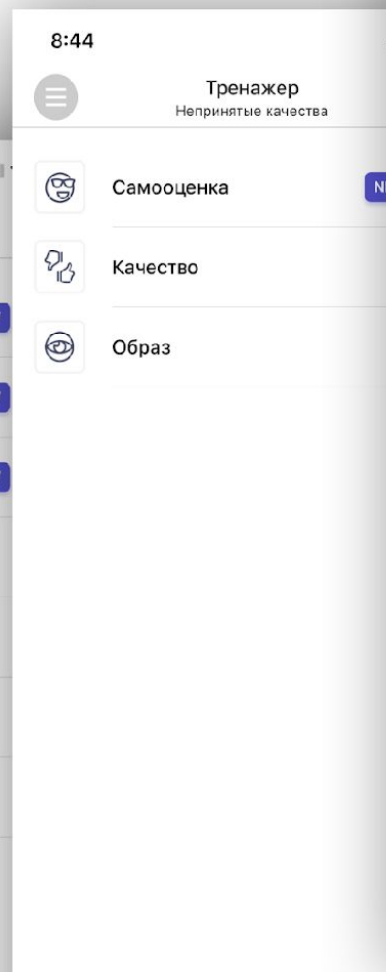 8:44
Тренажер
Непринятые качества
Самооценка
Качество
Образ